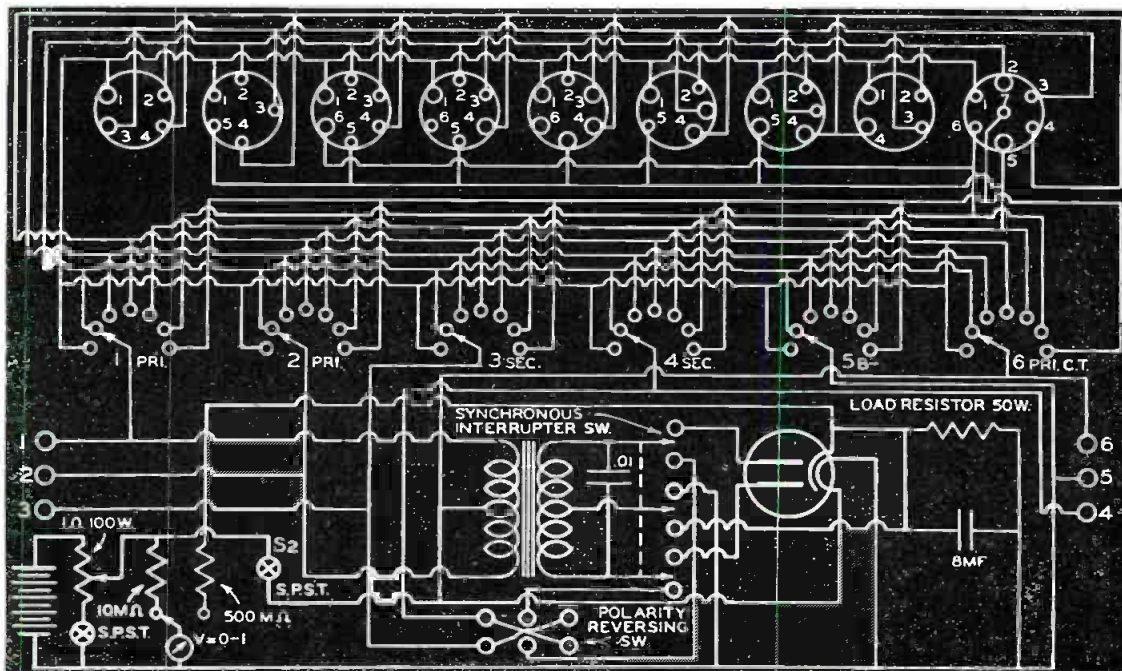 1 2
3 4
1 2 3
5 4
1 2 3
6 5 4
1 2 3
6 5 4
1 2 3
6 4
1 2
5 4
1 2
5 4
1 2
4 3
2
1 7 3
6 4
5
1 PRI.
2 PRI.
3 SEC.
4 SEC.
5 B-
6 PRI. C.T.
SYNCHRONOUS
INTERRUPTER SW.
LOAD RESISTOR 50W.
.01
1
2
3
6
5
4
1Ω 100W.
S2
S.P.S.T.
8MF
10MΩ
500MΩ
S.P.S.T.
V=0-1
POLARITY
REVERSING
SW.